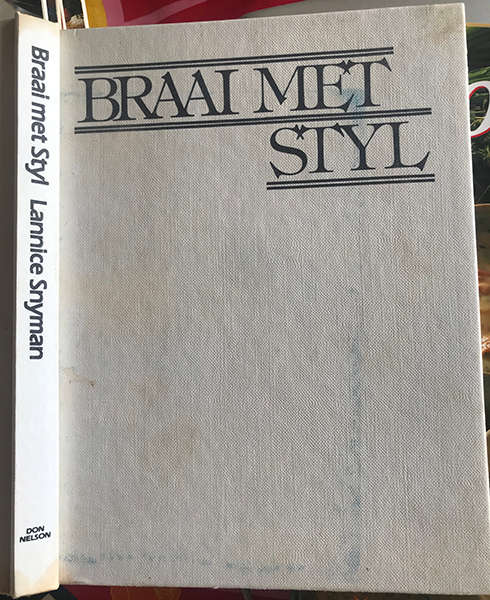 BRAAI MET
STYL
Braai met Styl Lannice Snyman
DON
NELSON